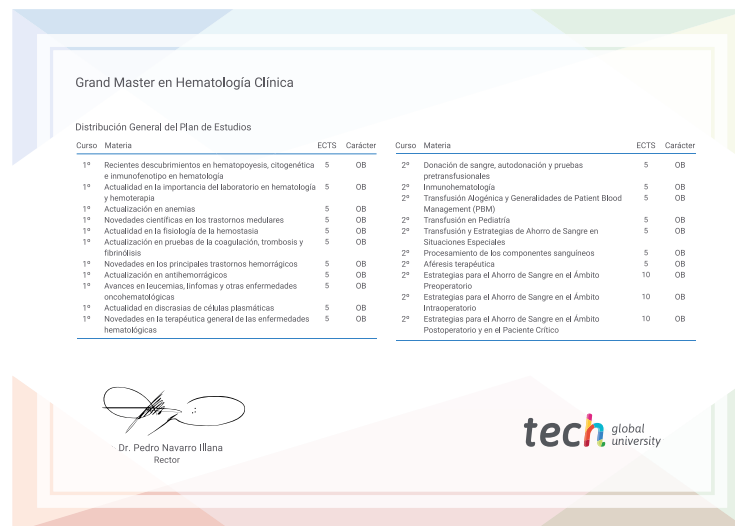 Grand Master en Hematología Clínica
Distribución General del Plan de Estudios
Curso Materia ECTS Carácter
1º Recientes descubrimientos en hematopoyesis, citogenética 5 OB
e inmunofenotipo en hematología
1º Actualidad en la importancia del laboratorio en hematología 5 OB
y hemoterapia
1º Actualización en anemias 5 OB
1º Novedades científicas en los trastornos medulares 5 OB
1º Actualidad en la fisiología de la hemostasia 5 OB
1º Actualización en pruebas de la coagulación, trombosis y 5 OB
fibrinólisis
1º Novedades en los principales trastornos hemorrágicos 5 OB
1º Actualización en antihemorrágicos 5 OB
1º Avances en leucemias, linfomas y otras enfermedades 5 OB
oncohematológicas
1º Actualidad en discrasias de células plasmáticas 5 OB
1º Novedades en la terapéutica general de las enfermedades 5 OB
hematológicas
Curso Materia ECTS Carácter
2º Donación de sangre, autodonación y pruebas 5 OB
pretransfusionales
2º Inmunohematología 5 OB
2º Transfusión Alogénica y Generalidades de Patient Blood 5 OB
Management (PBM)
2º Transfusión en Pediatría 5 OB
2º Transfusión y Estrategias de Ahorro de Sangre en 5 OB
Situaciones Especiales
2º Procesamiento de los componentes sanguíneos 5 OB
2º Aféresis terapéutica 5 OB
2º Estrategias para el Ahorro de Sangre en el Ámbito 10 OB
Preoperatorio
2º Estrategias para el Ahorro de Sangre en el Ámbito 10 OB
Intraoperatorio
2º Estrategias para el Ahorro de Sangre en el Ámbito 10 OB
Postoperatorio y en el Paciente Crítico
Dr. Pedro Navarro Illana
Rector
tech global
university